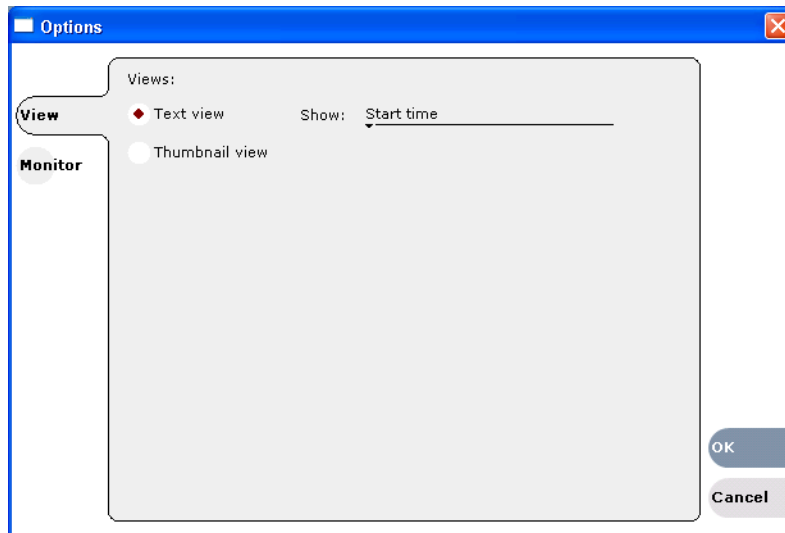 Options
Views:
View
Text view
Show: Start time
Thumbnail view
Monitor
OK
Cancel